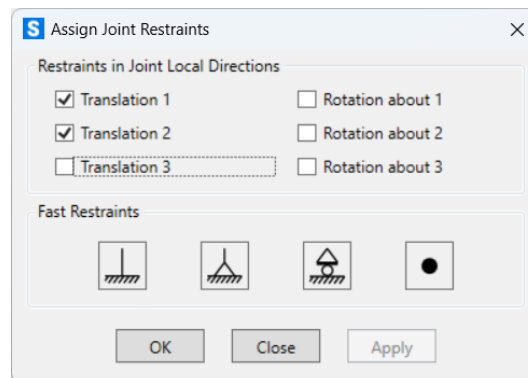 S Assign Joint Restraints
Restraints in Joint Local Directions
Translation 1 Rotation about 1
Translation 2 Rotation about 2
Translation 3 Rotation about 3
Fast Restraints
OK Close Apply